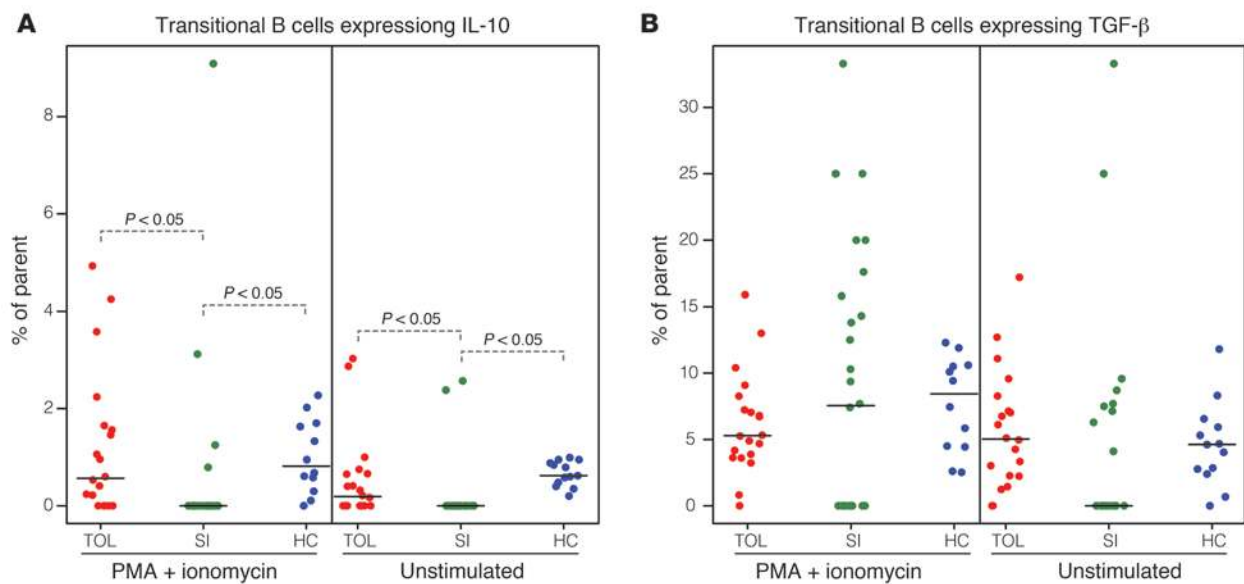 A Transitional B cells expressiong IL-10
8
6
4
2
0
% of parent
P < 0.05
P < 0.05
P < 0.05
P < 0.05
TOL SI HC TOL SI HC
PMA + ionomycin Unstimulated
B Transitional B cells expressing TGF-β
30
25
20
15
10
5
0
% of parent
TOL SI HC TOL SI HC
PMA + ionomycin Unstimulated